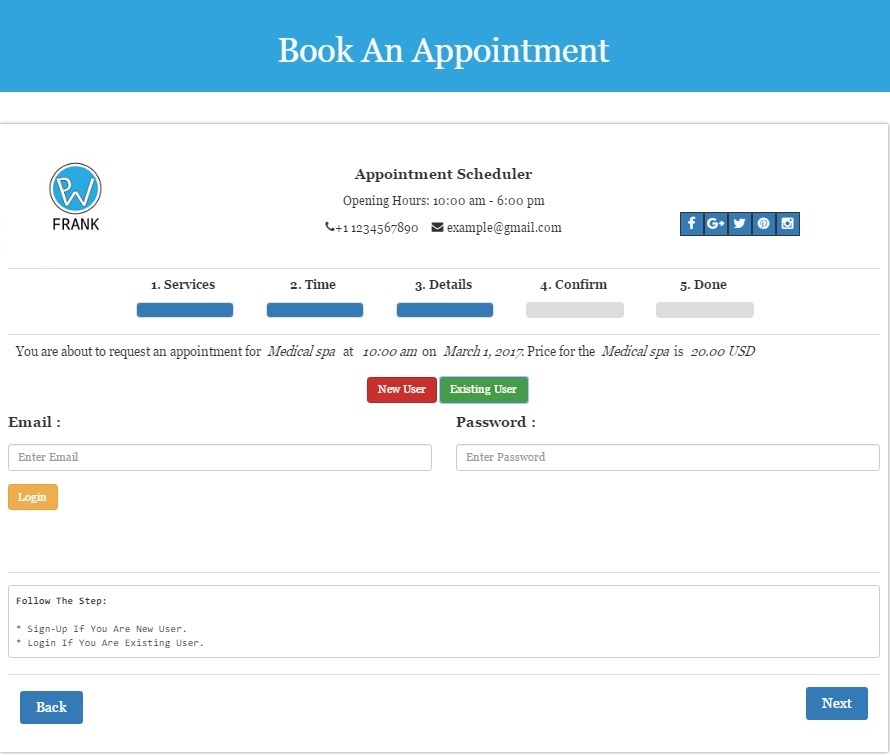 Book An Appointment
PW
FRANK
Appointment Scheduler
Opening Hours: 10:00 am - 6:00 pm
+1 1234567890 example@gmail.com
1. Services 2. Time 3. Details 4. Confirm 5. Done
You are about to request an appointment for Medical spa at 10:00 am on March 1, 2017. Price for the Medical spa is 20.00 USD
New User Existing User
Email : Password :
Enter Email Enter Password
Login
Follow The Step:
* Sign-Up If You Are New User.
* Login If You Are Existing User.
Back Next